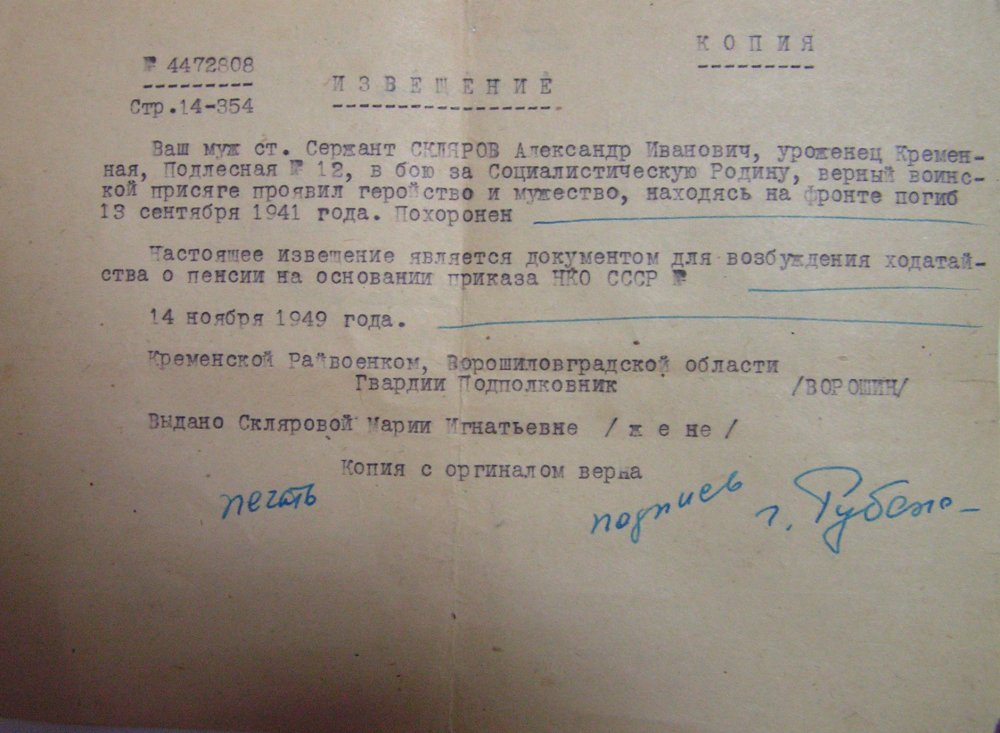 КОПИЯ
№ 4472808
ИЗВЕЩЕНИЕ
Стр.14-354
Ваш муж ст. Сержант СКЛЯРОВ Александр Иванович, уроженец Кремен-
ная, Подлесная № 12, в бою за Социалистическую Родину, верный воинс-
кой присяге проявил геройство и мужество, находясь на фронте погиб
13 сентября 1941 года. Похоронен
Настоящее извещение является документом для возбуждения ходатай-
ства о пенсии на основании приказа НКО СССР №
14 ноября 1949 года.
Кременской Райвоенком, Ворошиловградской области
Гвардии Подполковник /ВОРОШИН/
Выдано Скляровой Марии Игнатьевне /жене/
Копия с оргиналом верна
печать
подпись г.